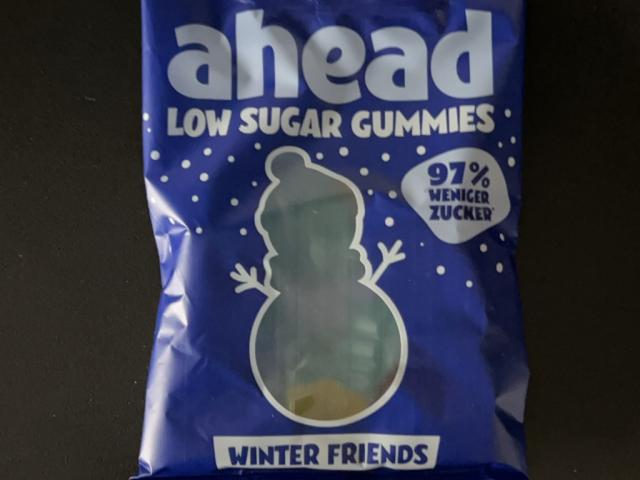 ahead
LOW SUGAR GUMMIES
97%
WENIGER
ZUCKER
WINTER FRIENDS